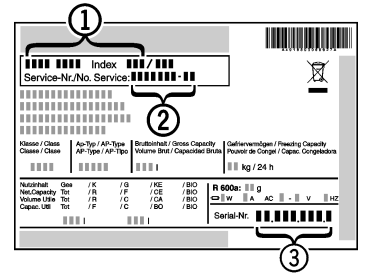 1
Index /
Service-Nr./No. Service: -
2
Klasse / Class
Classe / Clase
Ap-Typ / AP-Type
AP-Type / AP-Tipo
Bruttoinhalt / Gross Capacity
Volume Brut / Capacidad Bruta
l
Gefriervermögen / Freezing Capacity
Pouvoir de Congel / Capac. Congeladora
kg / 24 h
Nutzinhalt Gee / K / G / KE / BIO
Net.Capacity Tot / R / F / CE / BIO
Volume Utile Tot / R / C / CA / BIO
Capac. Util Tot / F / C / BO / BIO
l l
R 600a: g
W A AC - V HZ
Serial-Nr. . . .
3